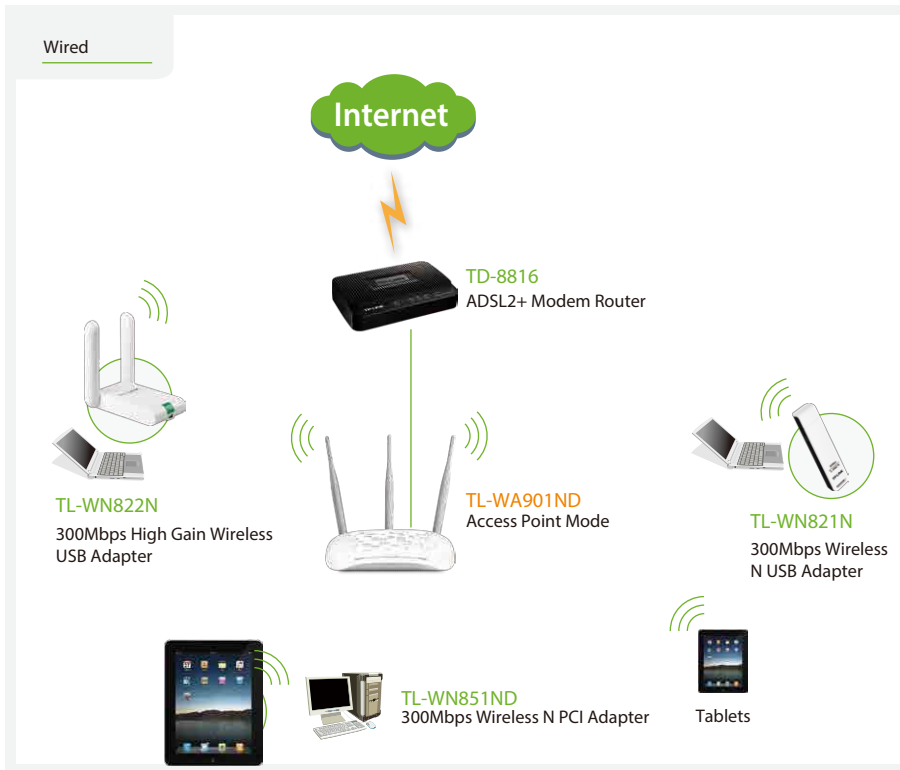 Wired
Internet
TD-8816
ADSL2+ Modem Router
TL-WN822N
300Mbps High Gain Wireless
USB Adapter
TL-WA901ND
Access Point Mode
TL-WN821N
300Mbps Wireless
N USB Adapter
TL-WN851ND
300Mbps Wireless N PCI Adapter
Tablets